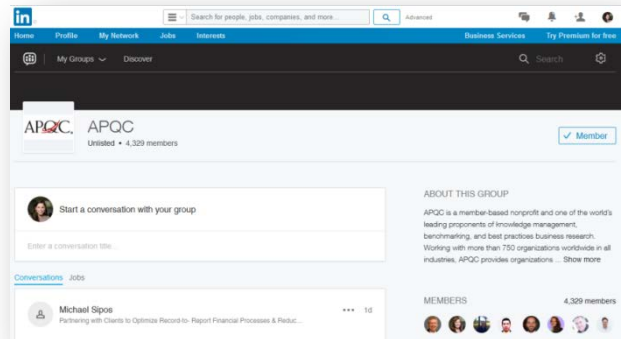 in
Search for people, jobs, companies, and more...
Advanced
Home Profile My Network Jobs Interests
Business Services Try Premium for free
My Groups Discover
Search
APQC
APQC
Unlisted • 4,329 members
Member
Start a conversation with your group
Enter a conversation title...
Conversations Jobs
Michael Sipos
1d
Partnering with Clients to Optimize Record-to- Report Financial Processes & Reduc...
ABOUT THIS GROUP
APQC is a member-based nonprofit and one of the world's
leading proponents of knowledge management,
benchmarking, and best practices business research.
Working with more than 750 organizations worldwide in all
industries, APQC provides organizations ... Show more
MEMBERS
4,329 members